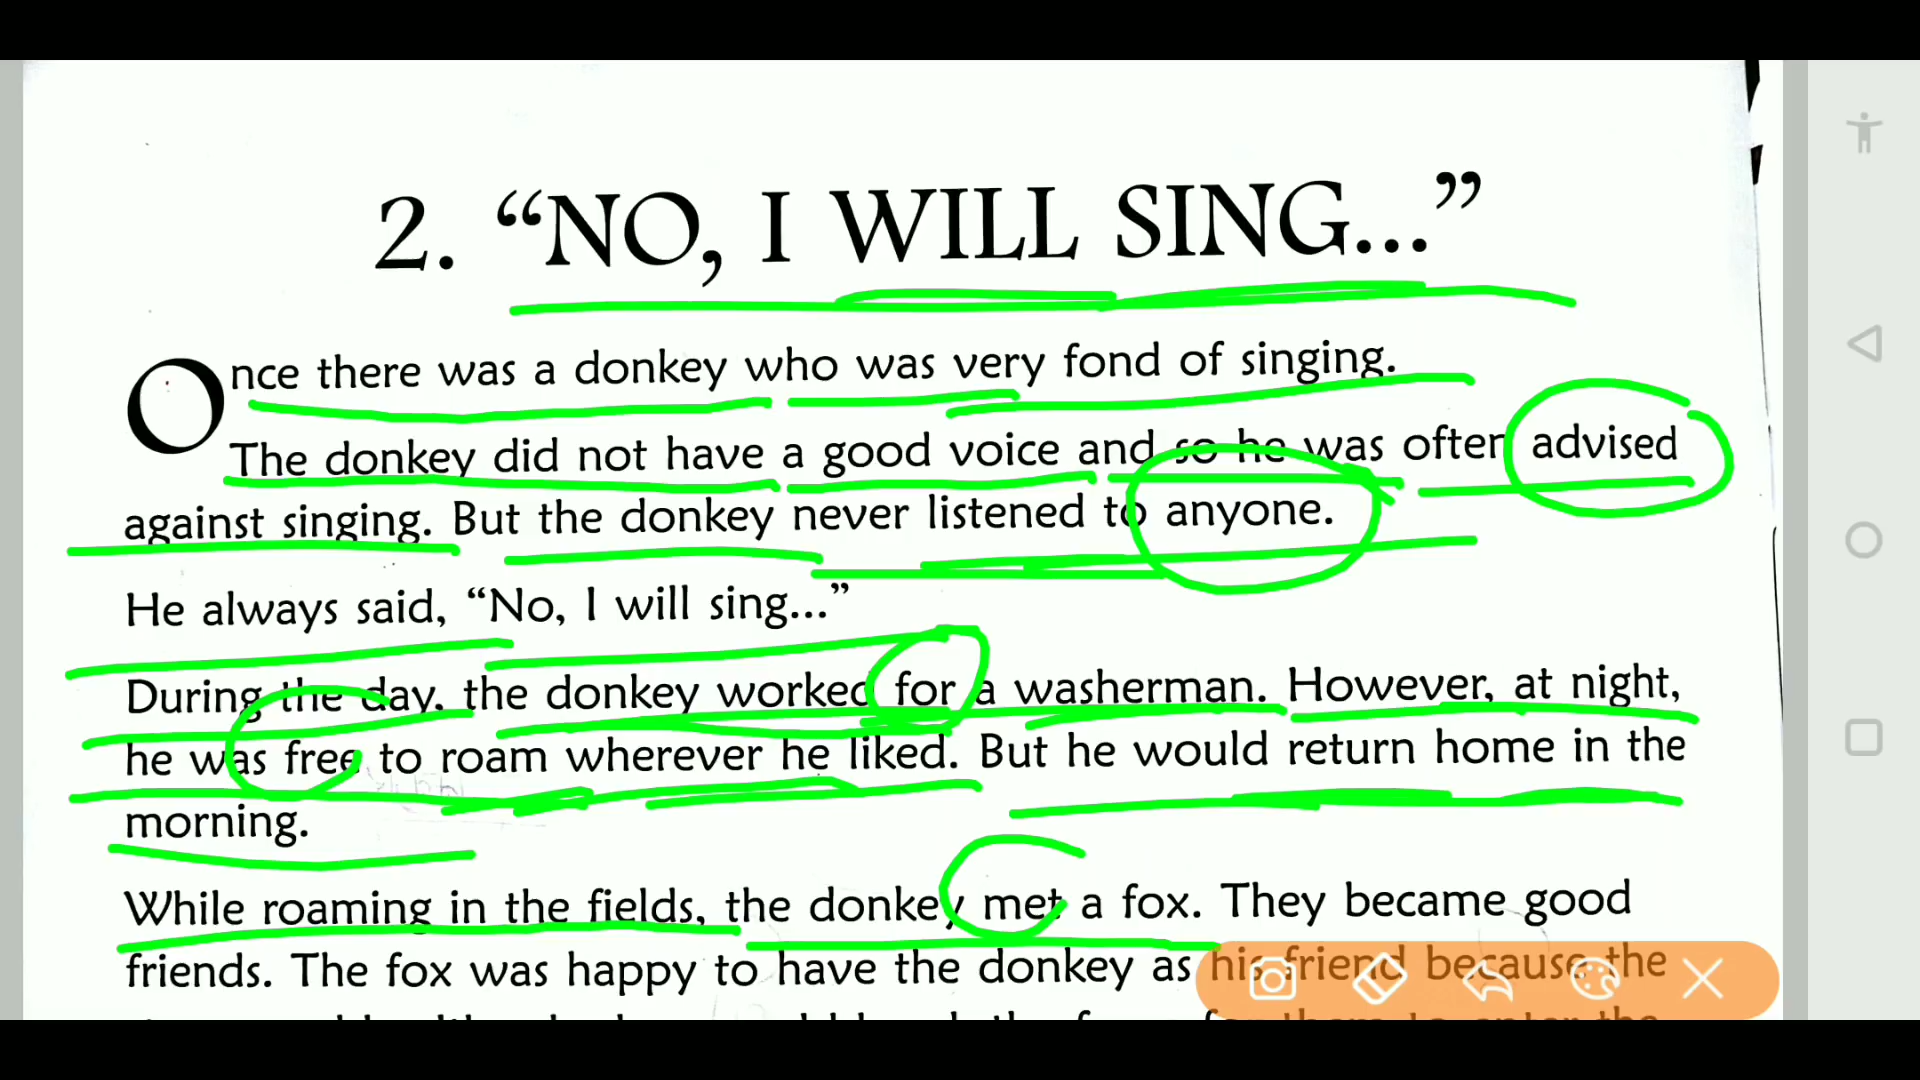 2. “NO, I WILL SING...”
Once there was a donkey who was very fond of singing.
The donkey did not have a good voice and so he was often advised
against singing. But the donkey never listened to anyone.
He always said, “No, I will sing...”
During the day, the donkey worked for a washerman. However, at night,
he was free to roam wherever he liked. But he would return home in the
morning.
While roaming in the fields, the donkey met a fox. They became good
friends. The fox was happy to have the donkey as his friend because the